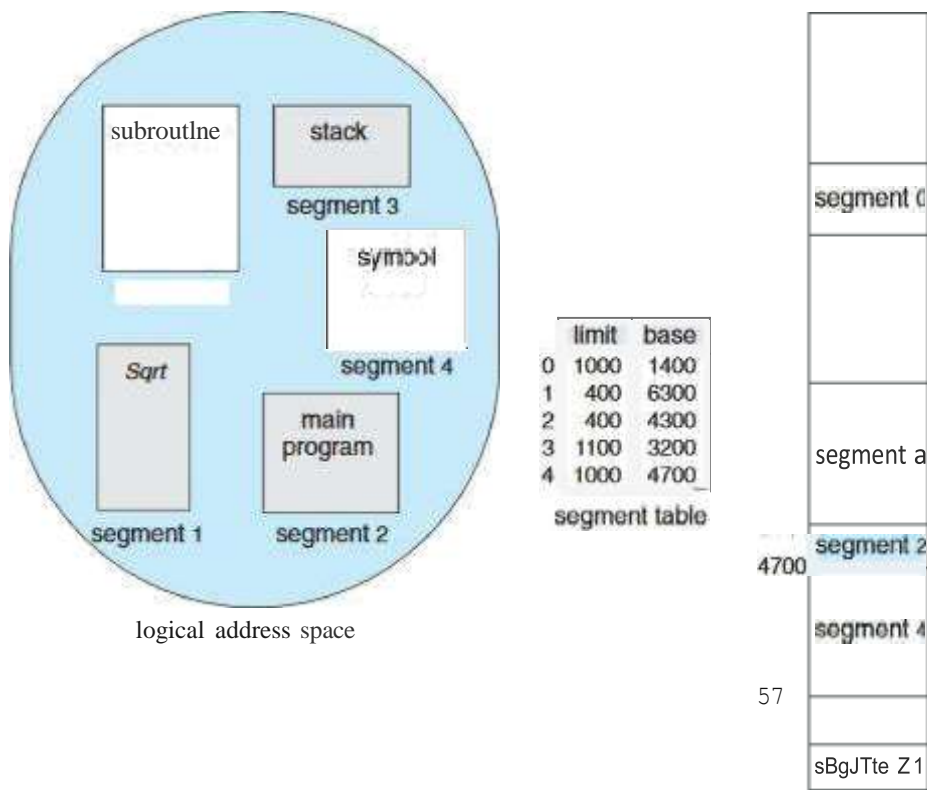 subroutlne
stack
segment 3
symbol
segment 4
Sqrt
main
program
segment 1
segment 2
logical address space
limit base
0 1000 1400
1 400 6300
2 400 4300
3 1100 3200
4 1000 4700
segment table
segment 0
segment a
segment 2
4700
segment 4
57
sBgJTte Z1